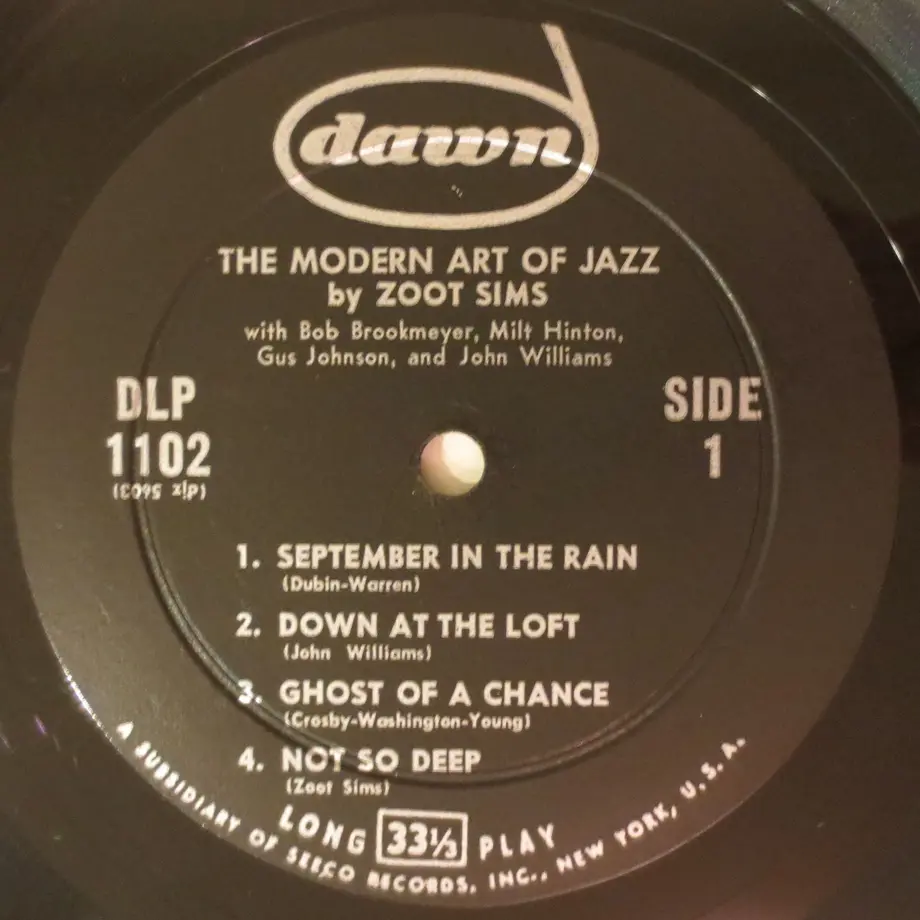 dawn
THE MODERN ART OF JAZZ
by ZOOT SIMS
with Bob Brookmeyer, Milt Hinton,
Gus Johnson, and John Williams
DLP
1102
SIDE
1
1. SEPTEMBER IN THE RAIN
(Dubin-Warren)
2. DOWN AT THE LOFT
(John Williams)
3. GHOST OF A CHANCE
(Crosby-Washington-Young)
4. NOT SO DEEP
(Zoot Sims)
LONG 33⅓ PLAY
A SUBSIDIARY OF SEECO RECORDS, INC., NEW YORK, U.S.A.